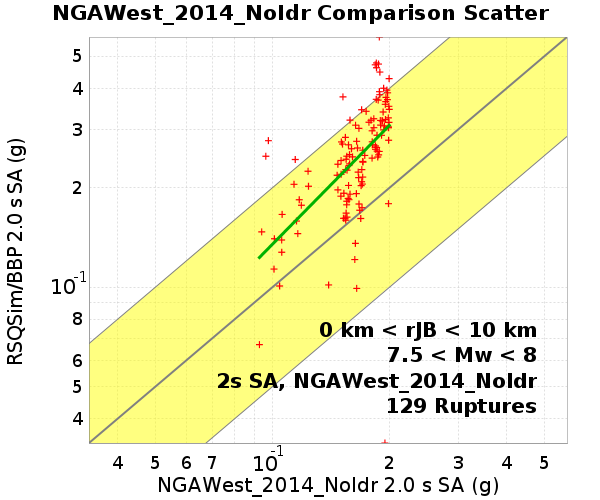 NGAWest_2014_NoIdr Comparison Scatter
RSQSim/BBP 2.0 s SA (g)
5
4
3
2
10-1
8
6
5
4
0 km < rJB < 10 km
7.5 < Mw < 8
2s SA, NGAWest_2014_NoIdr
129 Ruptures
4 5 6 7 10-1 2 3 4 5
NGAWest_2014_NoIdr 2.0 s SA (g)